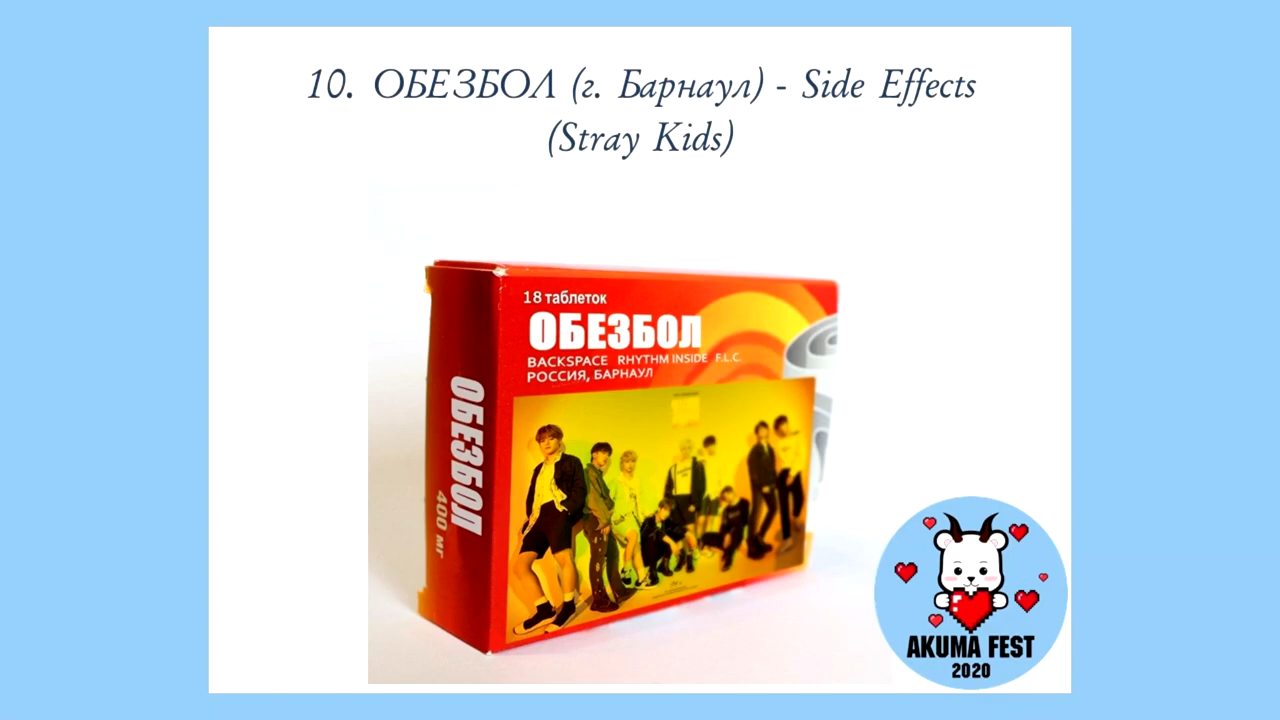 10. ОБЕЗБОЛ (г. Барнаул) - Side Effects
(Stray Kids)
18 таблеток
ОБЕЗБОЛ
BACKSPACE RHYTHM INSIDE F.L.C.
РОССИЯ, БАРНАУЛ
ОБЕЗБОЛ
400 мг
AKUMA FEST
2020